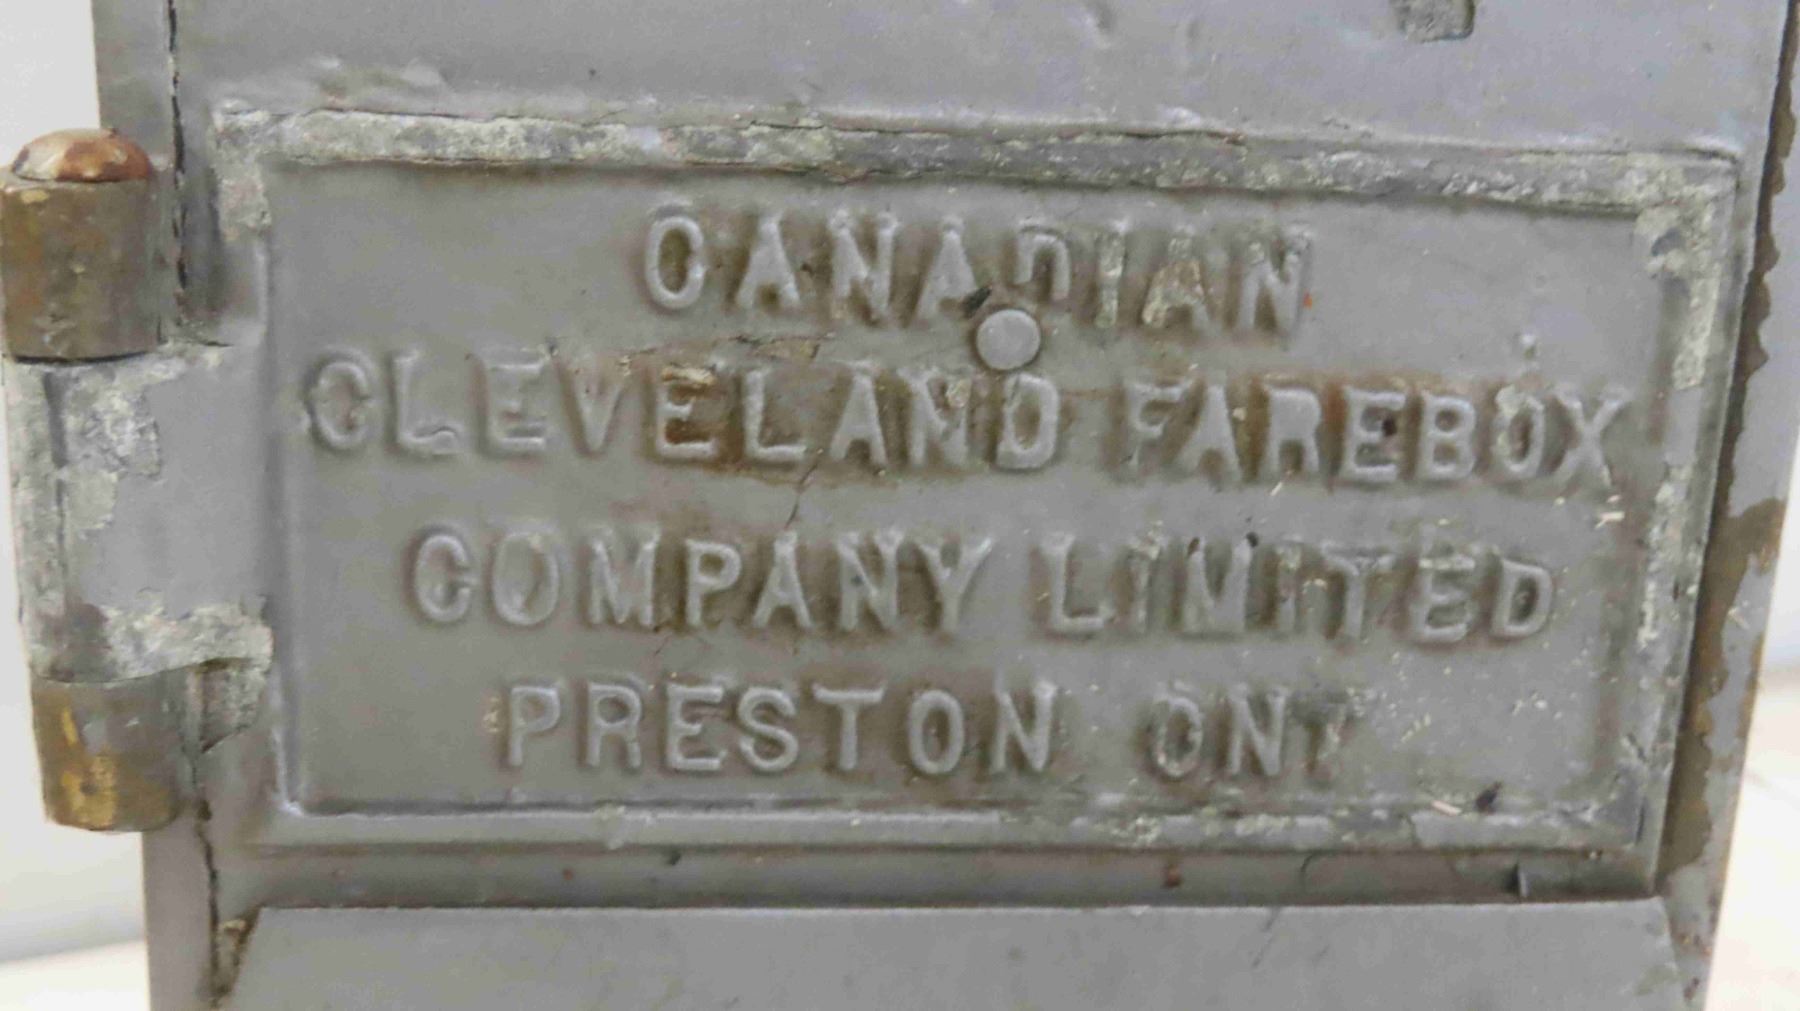 CANADIAN
CLEVELAND FAREBOX
COMPANY LIMITED
PRESTON ONT